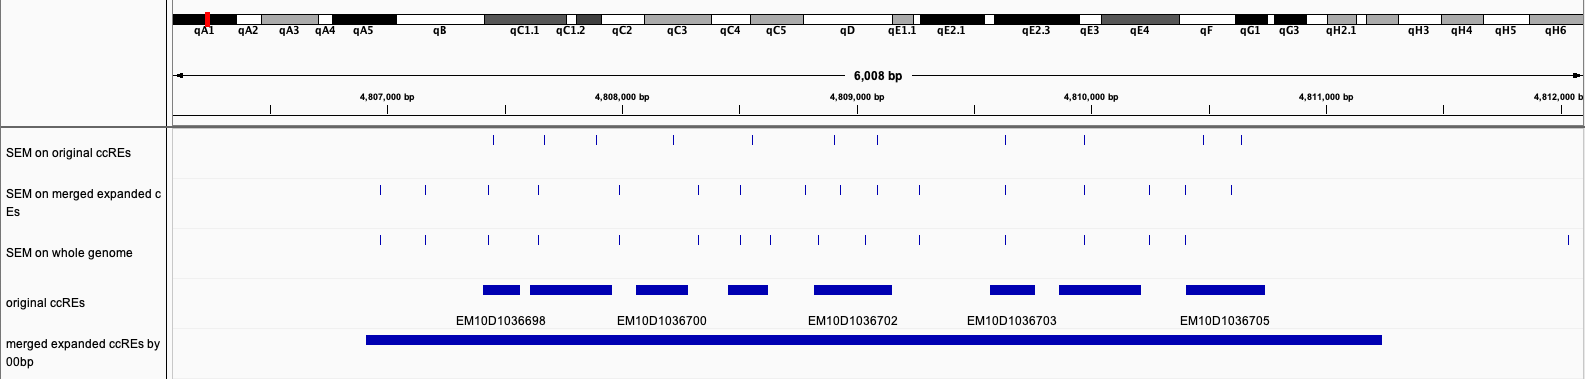 qA1 qA2 qA3 qA4 qA5 qB qC1.1 qC1.2 qC2 qC3 qC4 qC5 qD qE1.1 qE2.1 qE2.3 qE3 qE4 qF qG1 qG3 qH2.1 qH3 qH4 qH5 qH6
6,008 bp
4,807,000 bp 4,808,000 bp 4,809,000 bp 4,810,000 bp 4,811,000 bp 4,812,000 b
SEM on original ccREs
SEM on merged expanded c
Es
SEM on whole genome
original ccREs
EM10D1036698 EM10D1036700 EM10D1036702 EM10D1036703 EM10D1036705
merged expanded ccREs by
00bp